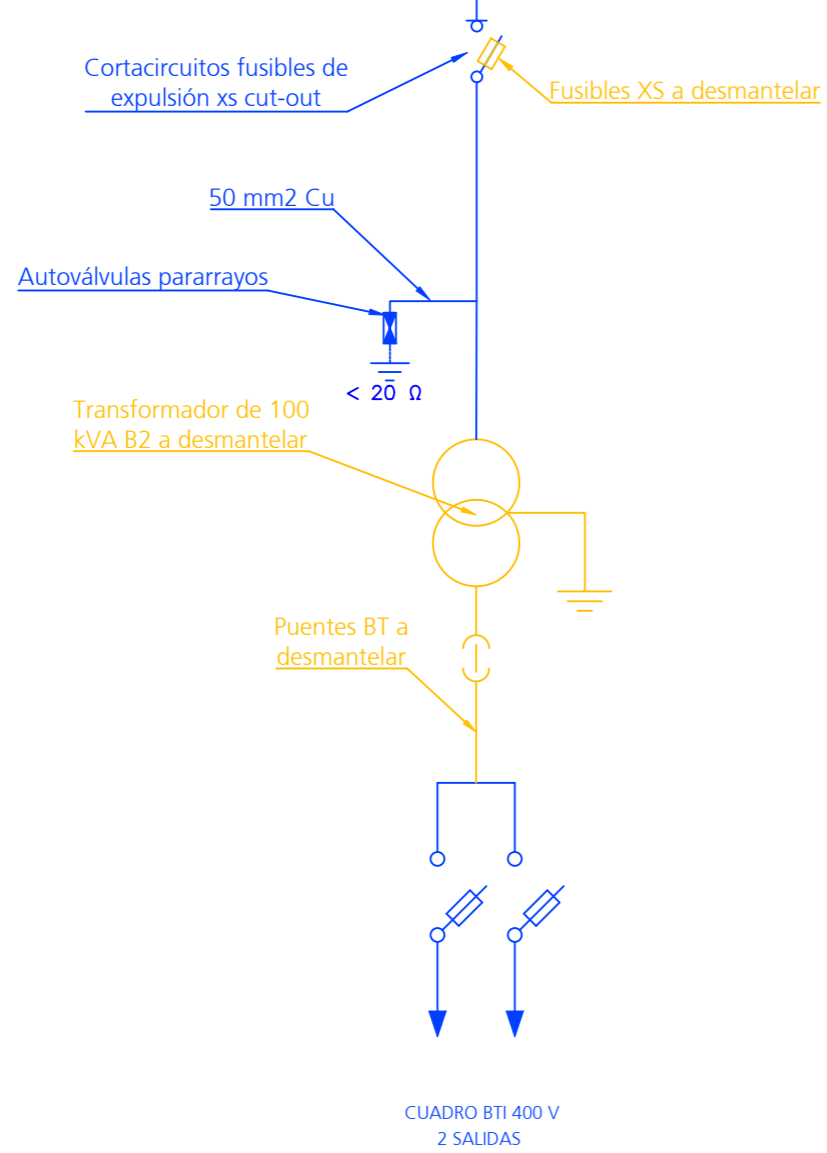 Cortacircuitos fusibles de
expulsión xs cut-out
Fusibles XS a desmantelar
50 mm2 Cu
Autoválvulas pararrayos
< 20 Ω
Transformador de 100
kVA B2 a desmantelar
Puentes BT a
desmantelar
CUADRO BTI 400 V
2 SALIDAS